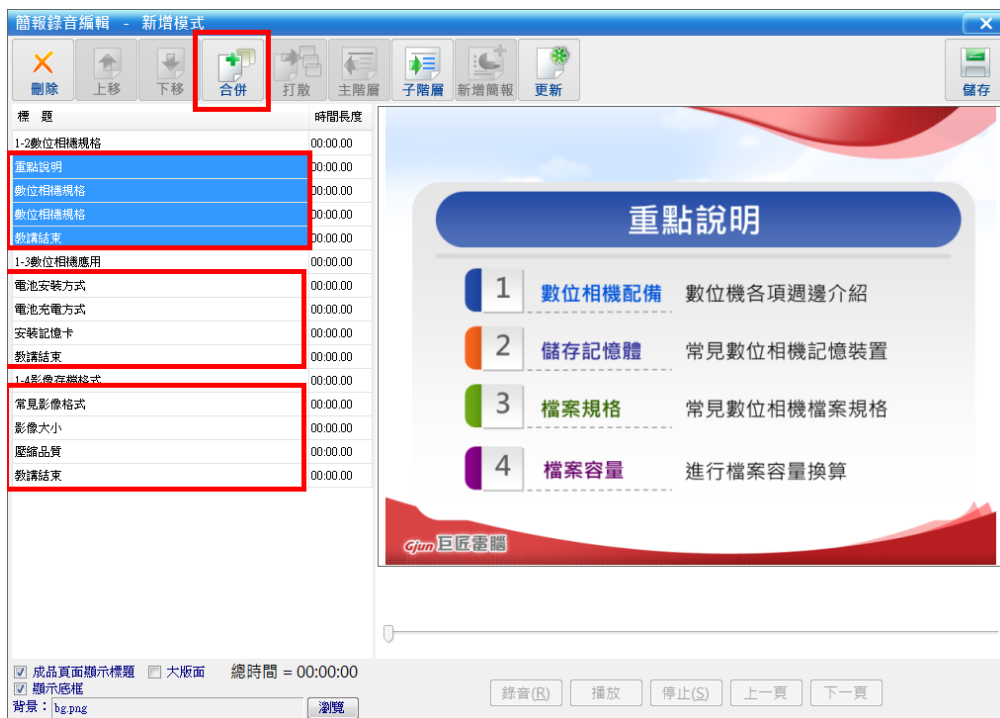 簡報錄音編輯 - 新增模式
刪除 上移 下移 合併 打散 主階層 子階層 新增簡報 更新 儲存
標 題 時間長度
1-2數位相機規格 00:00.00
重點說明 00:00.00
數位相機規格 00:00.00
數位相機規格 00:00.00
教講結束 00:00.00
1-3數位相機應用 00:00.00
電池安裝方式 00:00.00
電池充電方式 00:00.00
安裝記憶卡 00:00.00
教講結束 00:00.00
1-4影像存檔格式 00:00.00
常見影像格式 00:00.00
影像大小 00:00.00
壓縮品質 00:00.00
教講結束 00:00.00
重點說明
1 數位相機配備 數位機各項週邊介紹
2 儲存記憶體 常見數位相機記憶裝置
3 檔案規格 常見數位相機檔案規格
4 檔案容量 進行檔案容量換算
Gjun 巨匠電腦
成品頁面顯示標題 大版面 總時間 = 00:00:00
顯示底框
背景： bg.png 瀏覽
錄音(R) 播放 停止(S) 上一頁 下一頁